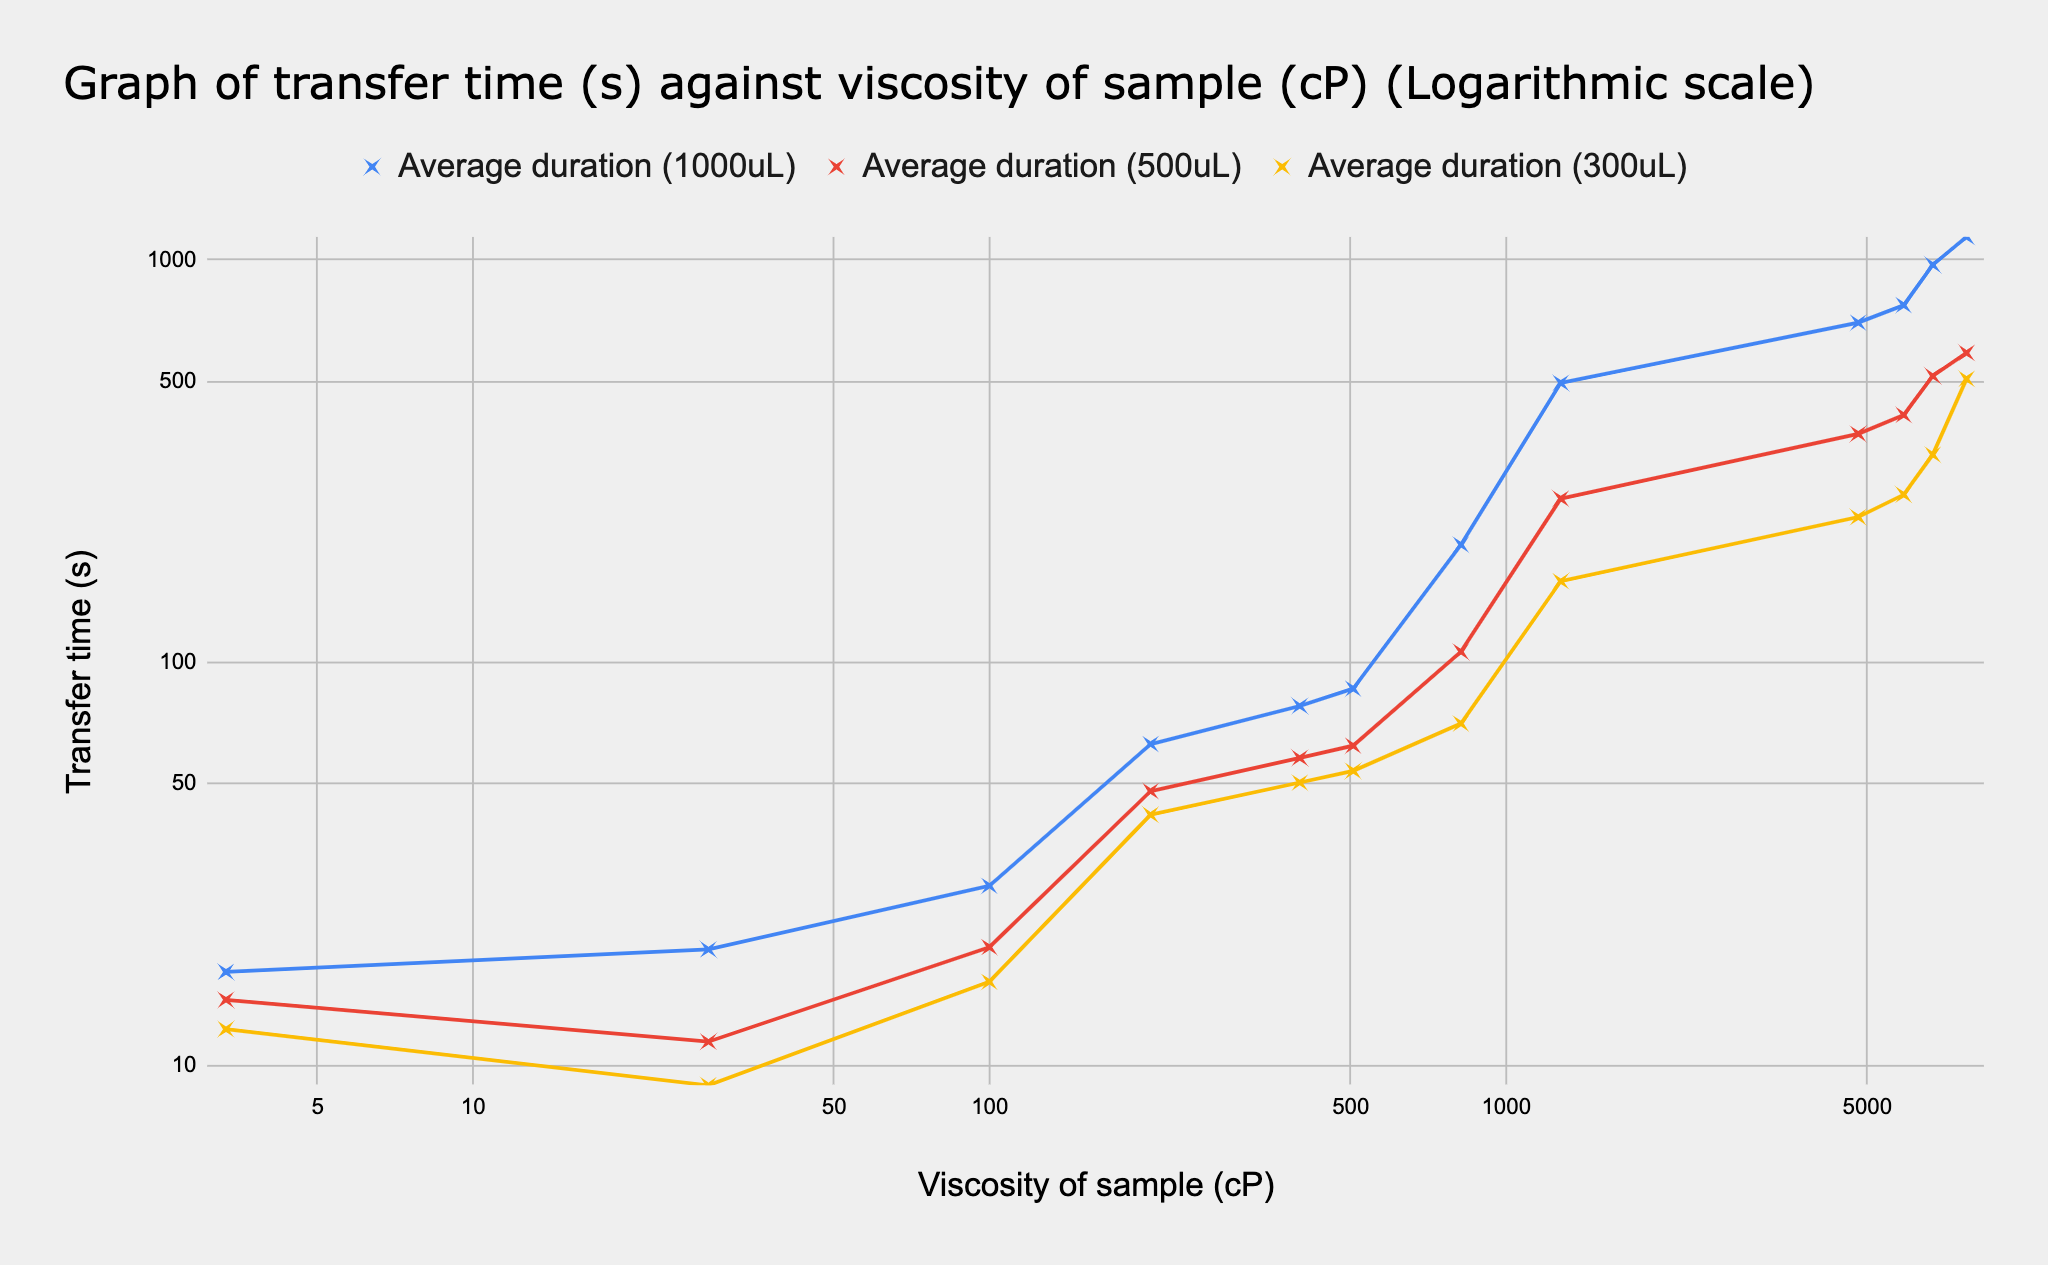 Graph of transfer time (s) against viscosity of sample (cP) (Logarithmic scale)
Average duration (1000uL) Average duration (500uL) Average duration (300uL)
Transfer time (s)
1000
500
100
50
10
5 10 50 100 500 1000 5000
Viscosity of sample (cP)